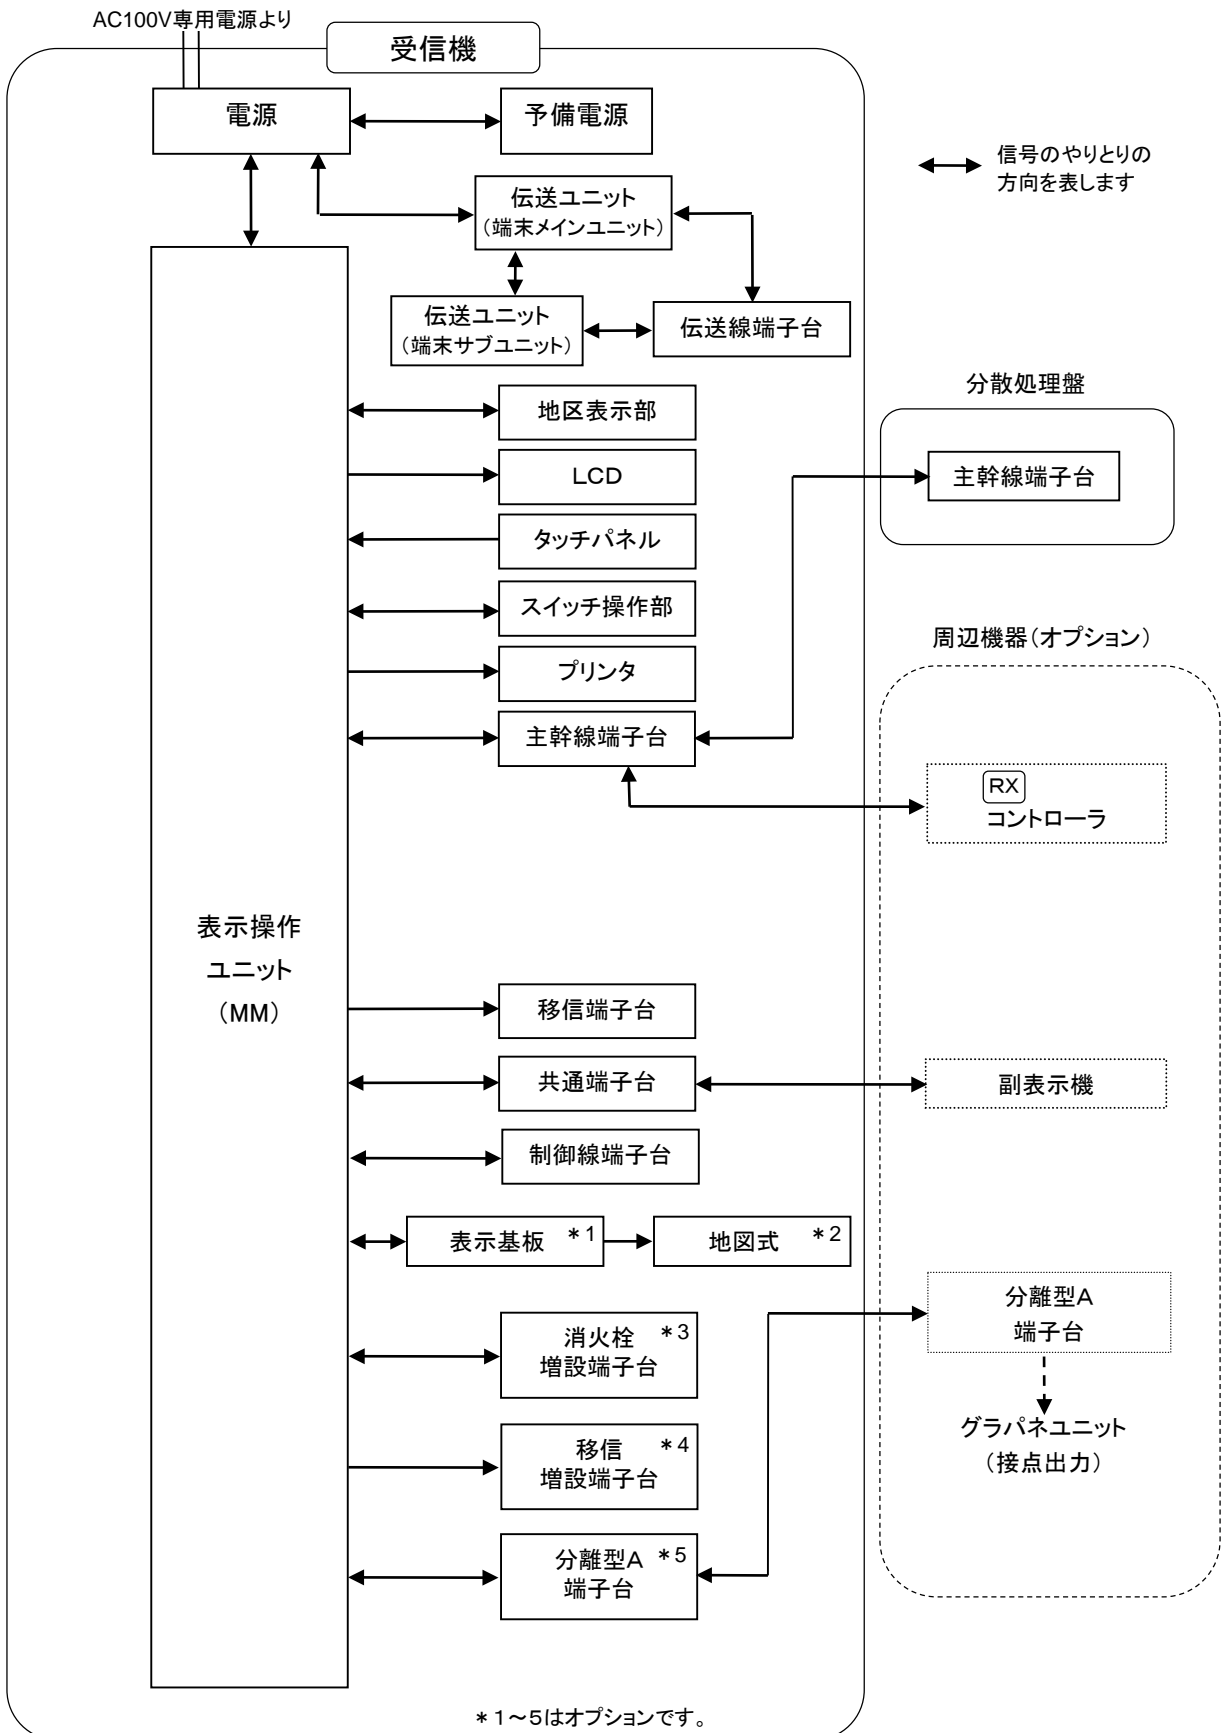 AC100V専用電源より
受信機
電源
予備電源
信号のやりとりの
方向を表します
伝送ユニット
(端末メインユニット)
伝送ユニット
(端末サブユニット)
伝送線端子台
分散処理盤
主幹線端子台
地区表示部
LCD
タッチパネル
スイッチ操作部
プリンタ
主幹線端子台
周辺機器(オプション)
RX
コントローラ
表示操作
ユニット
(MM)
移信端子台
共通端子台
副表示機
制御線端子台
表示基板 *1
地図式 *2
分離型A
端子台
グラパネユニット
(接点出力)
消火栓 *3
増設端子台
移信 *4
増設端子台
分離型A *5
端子台
*1~5はオプションです。